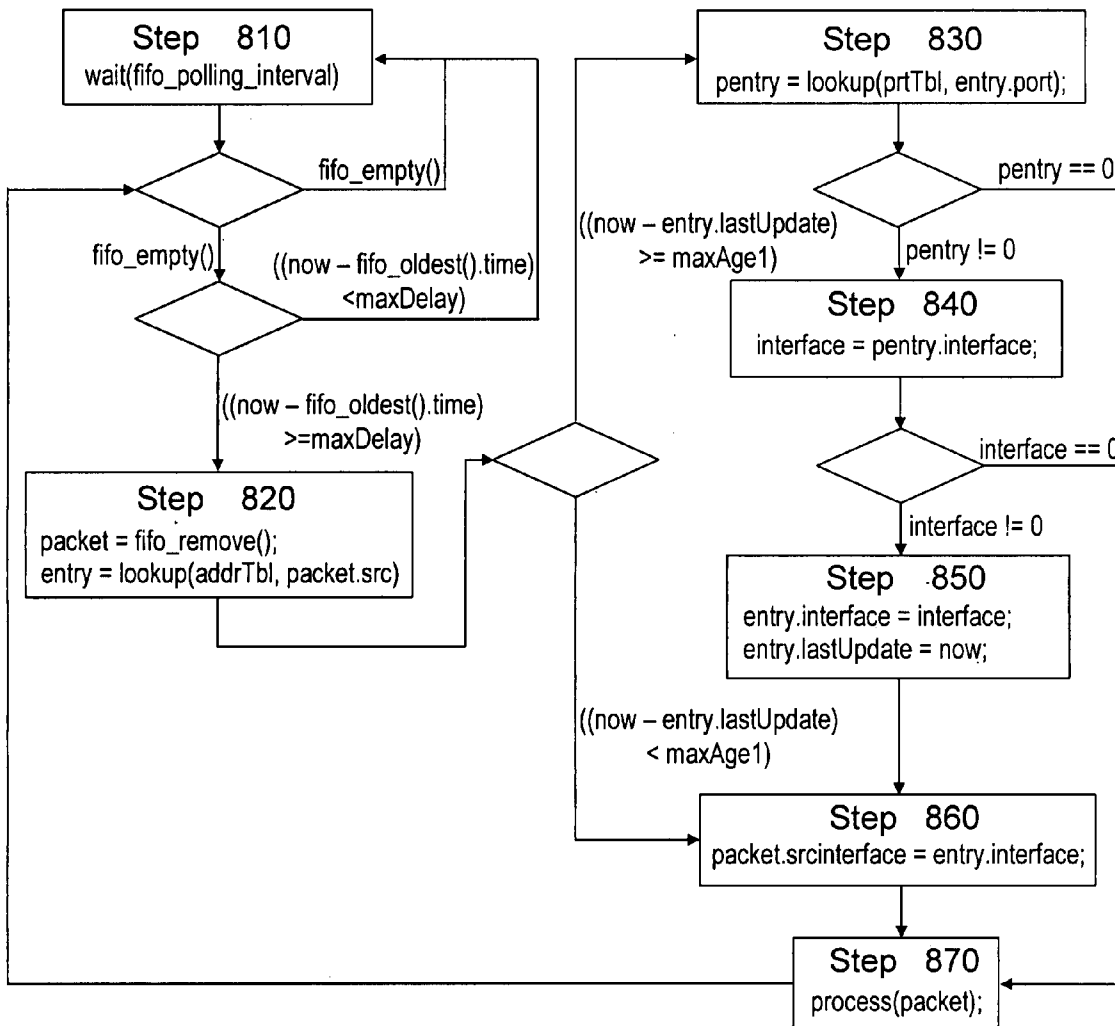 Step 810
wait(fifo_polling_interval)
fifo_empty()
fifo_empty()
((now – fifo_oldest().time)
<maxDelay)
((now – fifo_oldest().time)
>=maxDelay)
Step 820
packet = fifo_remove();
entry = lookup(addrTbl, packet.src)
((now – entry.lastUpdate)
>= maxAge1)
((now – entry.lastUpdate)
< maxAge1)
Step 830
pentry = lookup(prtTbl, entry.port);
pentry == 0
pentry != 0
Step 840
interface = pentry.interface;
interface == 0
interface != 0
Step 850
entry.interface = interface;
entry.lastUpdate = now;
Step 860
packet.srcinterface = entry.interface;
Step 870
process(packet);